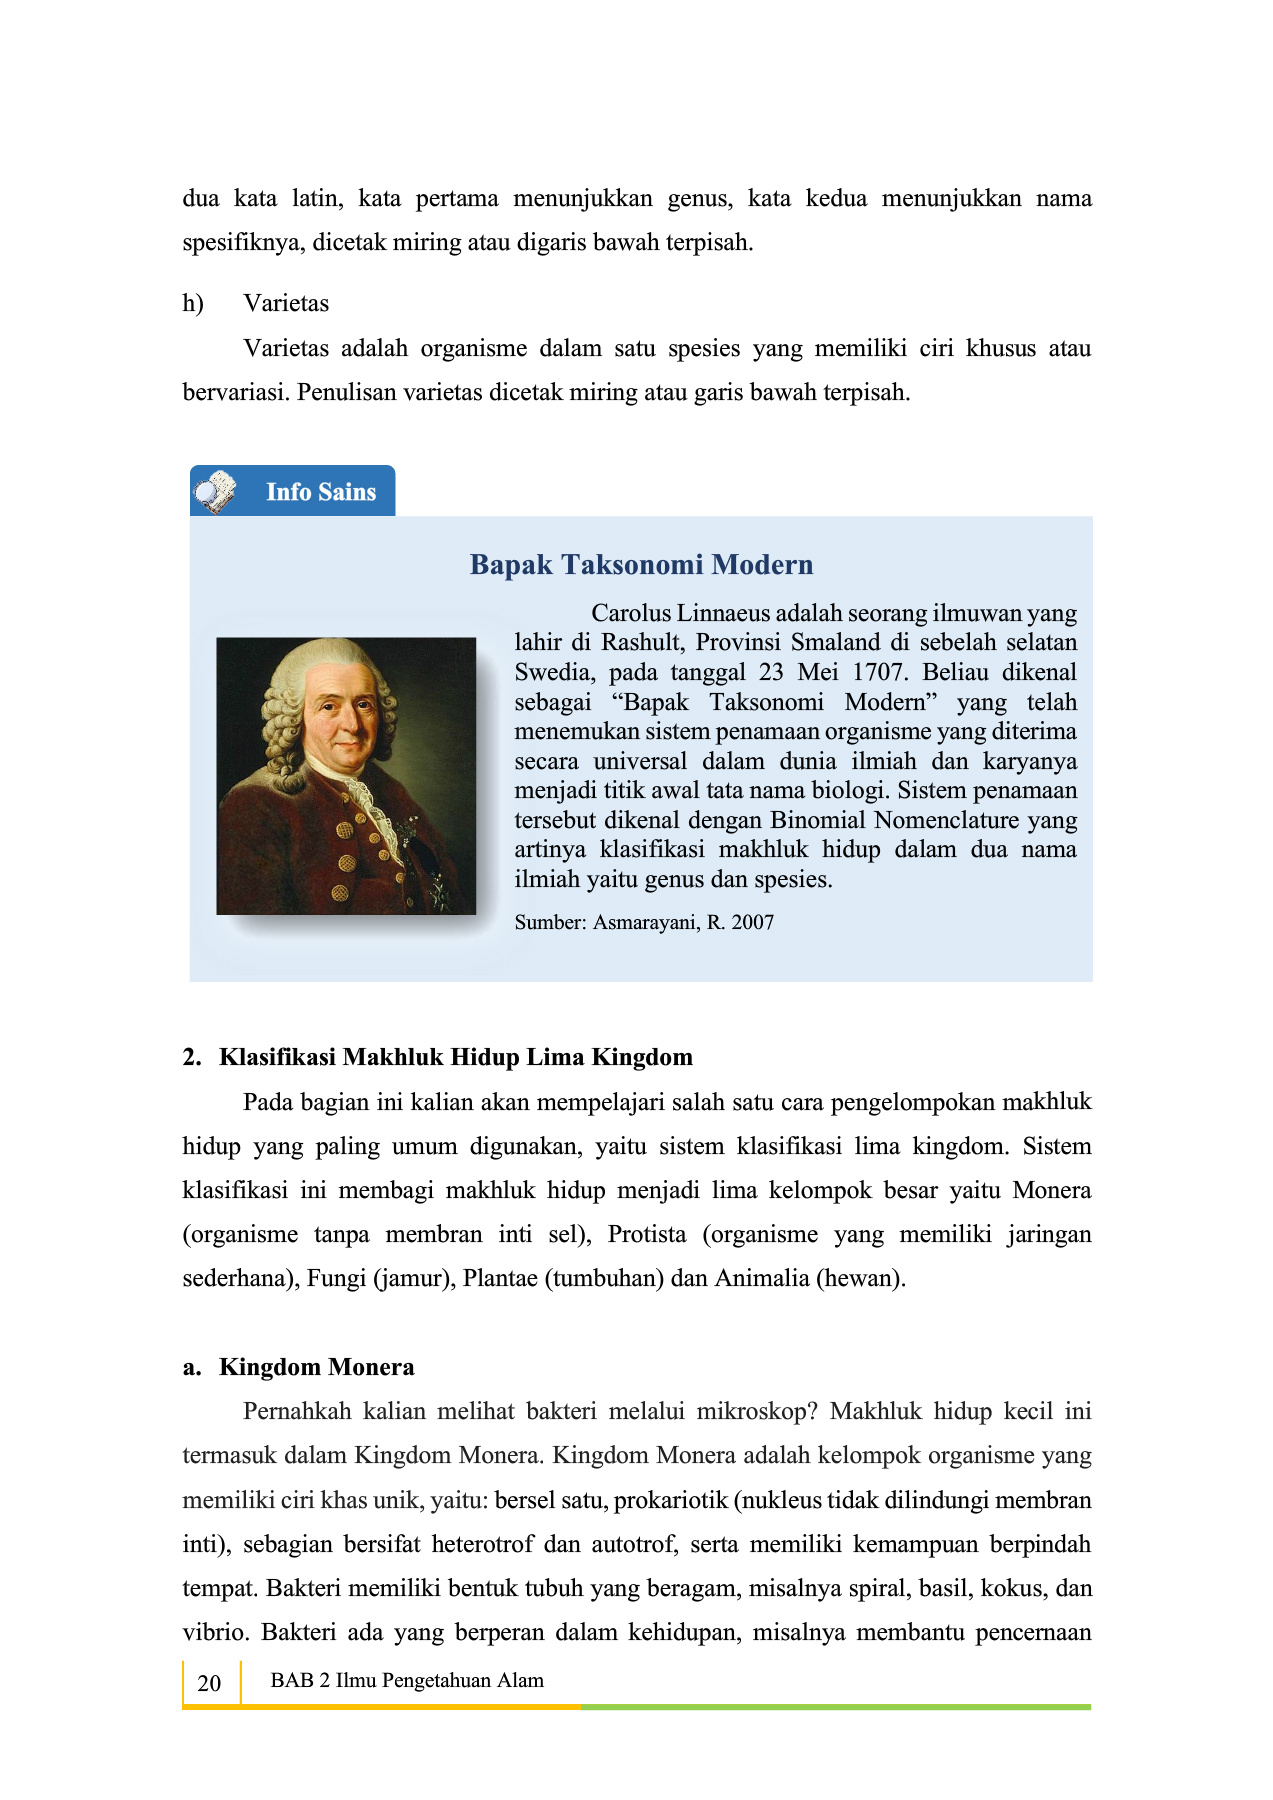 dua kata latin, kata pertama menunjukkan genus, kata kedua menunjukkan nama
spesifiknya, dicetak miring atau digaris bawah terpisah.
h) Varietas
Varietas adalah organisme dalam satu spesies yang memiliki ciri khusus atau
bervariasi. Penulisan varietas dicetak miring atau garis bawah terpisah.
Info Sains
Bapak Taksonomi Modern
Carolus Linnaeus adalah seorang ilmuwan yang
lahir di Rashult, Provinsi Smaland di sebelah selatan
Swedia, pada tanggal 23 Mei 1707. Beliau dikenal
sebagai “Bapak Taksonomi Modern” yang telah
menemukan sistem penamaan organisme yang diterima
secara universal dalam dunia ilmiah dan karyanya
menjadi titik awal tata nama biologi. Sistem penamaan
tersebut dikenal dengan Binomial Nomenclature yang
artinya klasifikasi makhluk hidup dalam dua nama
ilmiah yaitu genus dan spesies.
Sumber: Asmarayani, R. 2007
2. Klasifikasi Makhluk Hidup Lima Kingdom
Pada bagian ini kalian akan mempelajari salah satu cara pengelompokan makhluk
hidup yang paling umum digunakan, yaitu sistem klasifikasi lima kingdom. Sistem
klasifikasi ini membagi makhluk hidup menjadi lima kelompok besar yaitu Monera
(organisme tanpa membran inti sel), Protista (organisme yang memiliki jaringan
sederhana), Fungi (jamur), Plantae (tumbuhan) dan Animalia (hewan).
a. Kingdom Monera
Pernahkah kalian melihat bakteri melalui mikroskop? Makhluk hidup kecil ini
termasuk dalam Kingdom Monera. Kingdom Monera adalah kelompok organisme yang
memiliki ciri khas unik, yaitu: bersel satu, prokariotik (nukleus tidak dilindungi membran
inti), sebagian bersifat heterotrof dan autotrof, serta memiliki kemampuan berpindah
tempat. Bakteri memiliki bentuk tubuh yang beragam, misalnya spiral, basil, kokus, dan
vibrio. Bakteri ada yang berperan dalam kehidupan, misalnya membantu pencernaan
20 BAB 2 Ilmu Pengetahuan Alam